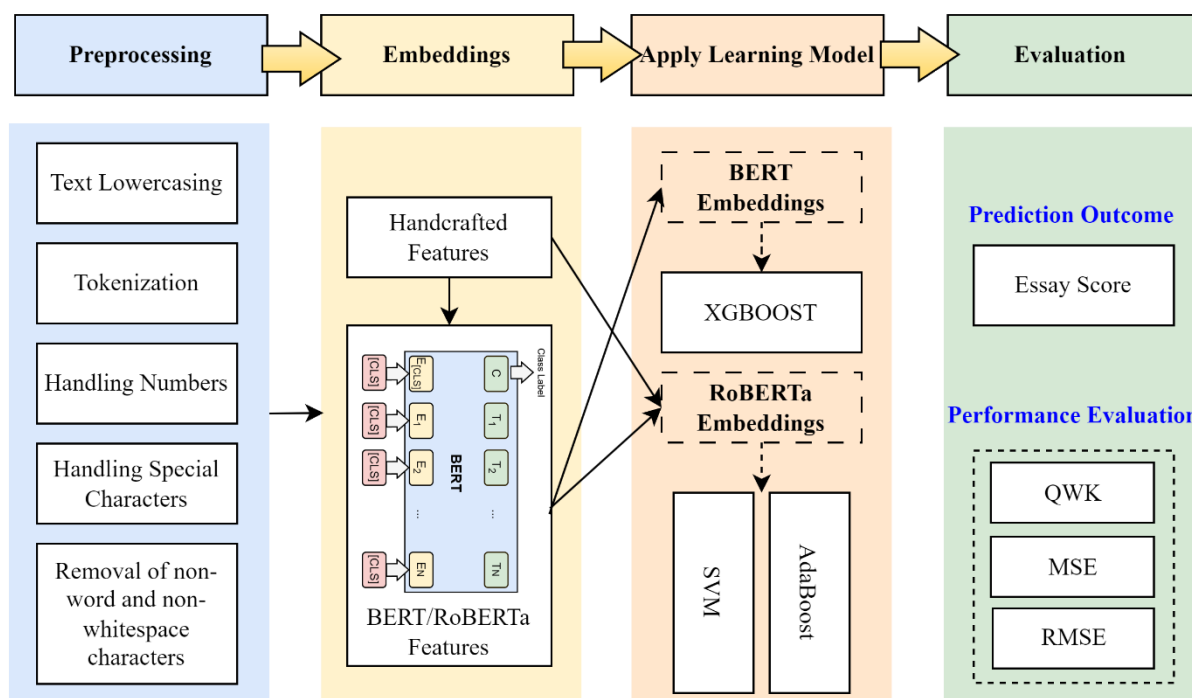 Preprocessing
Embeddings
Apply Learning Model
Evaluation
Text Lowercasing
Tokenization
Handling Numbers
Handling Special
Characters
Removal of non-
word and non-
whitespace
characters
Handcrafted
Features
[CLS]
E[CLS]
C
Class Label
[CLS]
E1
T1
[CLS]
E2
T2
BERT
...
...
[CLS]
EN
TN
BERT/RoBERTa
Features
BERT
Embeddings
XGBOOST
RoBERTa
Embeddings
SVM
AdaBoost
Prediction Outcome
Essay Score
Performance Evaluation
QWK
MSE
RMSE